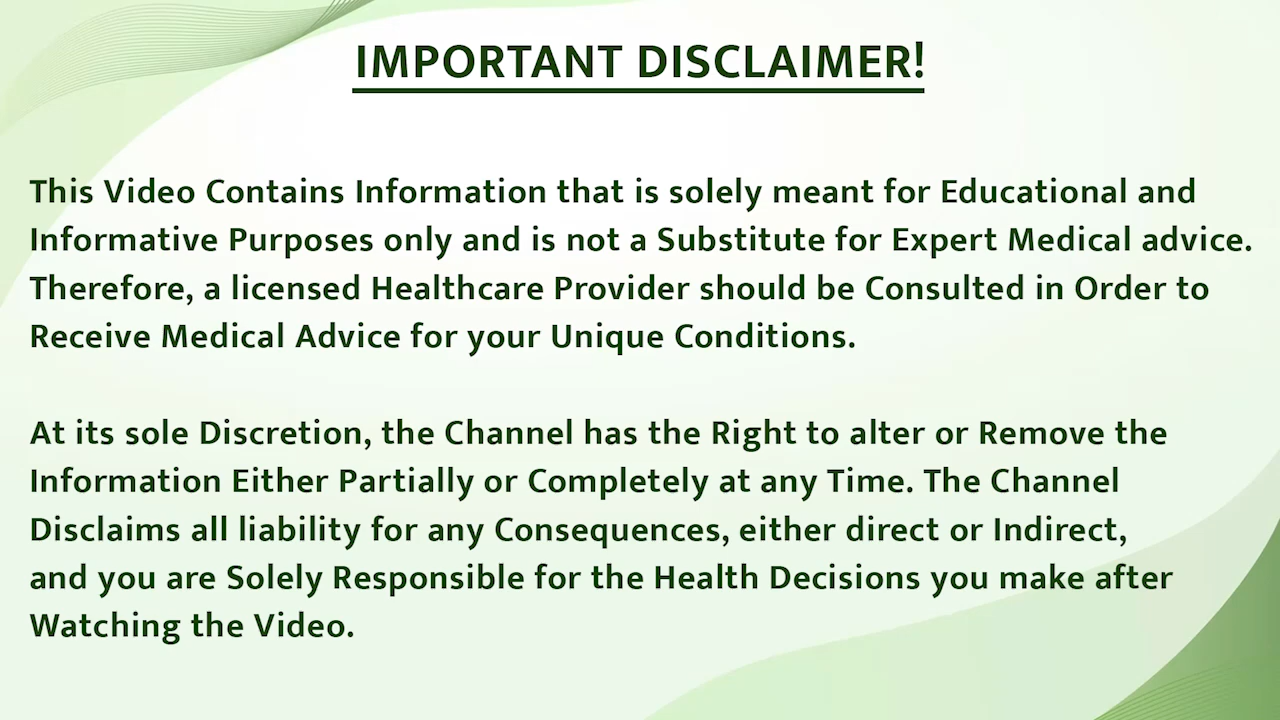 IMPORTANT DISCLAIMER!
This Video Contains Information that is solely meant for Educational and
Informative Purposes only and is not a Substitute for Expert Medical advice.
Therefore, a licensed Healthcare Provider should be Consulted in Order to
Receive Medical Advice for your Unique Conditions.
At its sole Discretion, the Channel has the Right to alter or Remove the
Information Either Partially or Completely at any Time. The Channel
Disclaims all liability for any Consequences, either direct or Indirect,
and you are Solely Responsible for the Health Decisions you make after
Watching the Video.